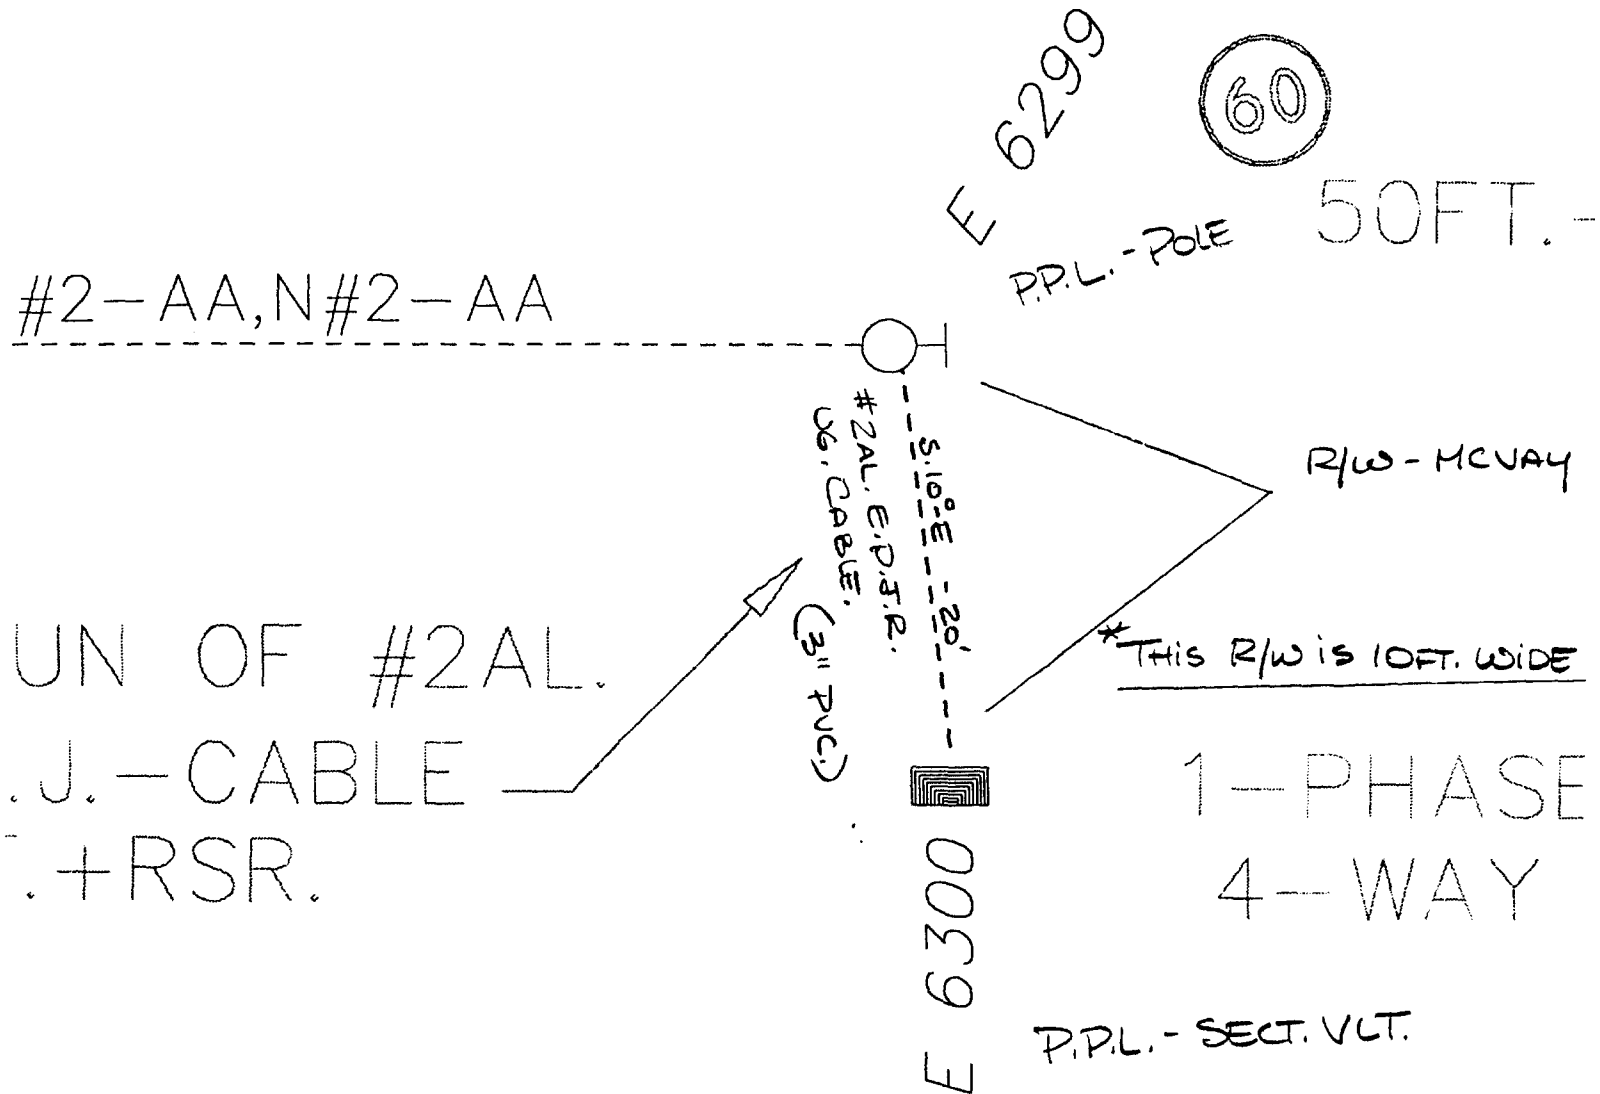 E 6299
60
50FT.-
P.P.L.-POLE
#2-AA,N#2-AA
#2AL. E.P.J.R.
UG. CABLE.
(3" PVC.)
S.10°-E - 20'
R/W - MCVAY
*THIS R/W IS 10FT. WIDE
UN OF #2AL.
.J.-CABLE
.+RSR.
1-PHASE
4-WAY
E 6300
P.P.L.- SECT. VLT.